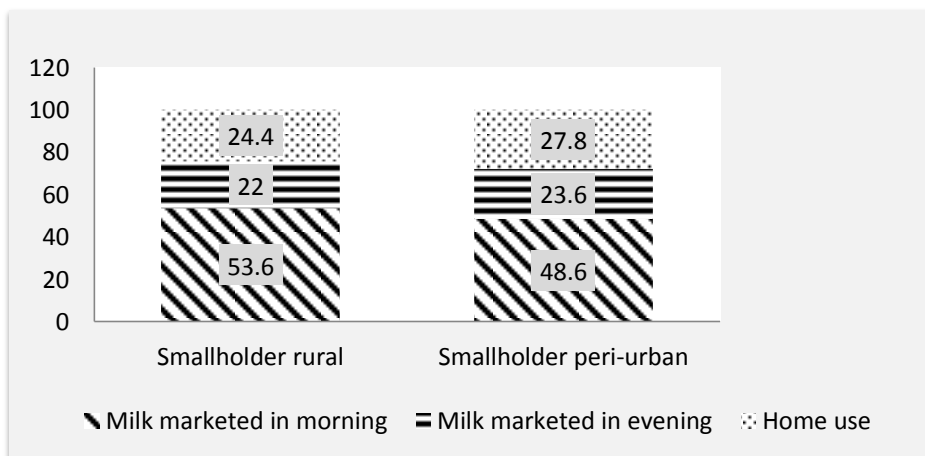 120
100
80
60
40
20
0
24.4
22
53.6
27.8
23.6
48.6
Smallholder rural
Smallholder peri-urban
Milk marketed in morning
Milk marketed in evening
Home use